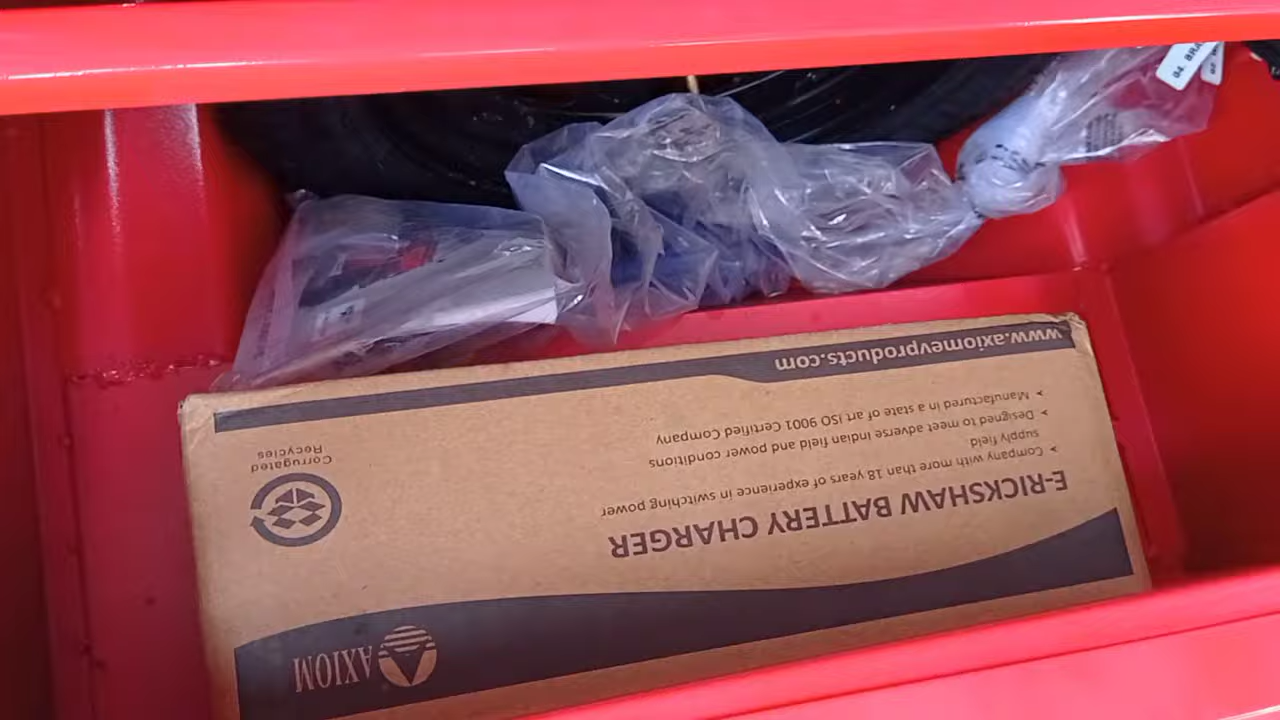 AXIOM
E-RICKSHAW BATTERY CHARGER
➤ Company with more than 18 years of experience in switching power
supply field
➤ Designed to meet adverse indian field and power conditions
➤ Manufactured in a state of art ISO 9001 Certified Company
Corrugated
Recycles
www.axiomevproducts.com